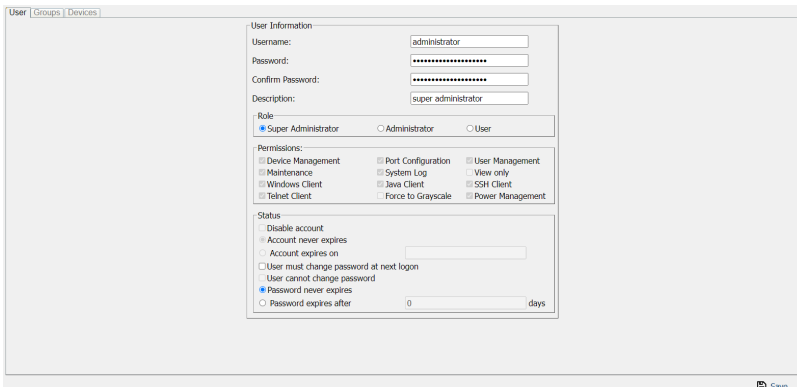 User Groups Devices
User Information
Username: administrator
Password: ••••••••••••••••••••
Confirm Password: ••••••••••••••••••••
Description: super administrator
Role
Super Administrator Administrator User
Permissions:
Device Management Port Configuration User Management
Maintenance System Log View only
Windows Client Java Client SSH Client
Telnet Client Force to Grayscale Power Management
Status
Disable account
Account never expires
Account expires on
User must change password at next logon
User cannot change password
Password never expires
Password expires after 0 days
Save